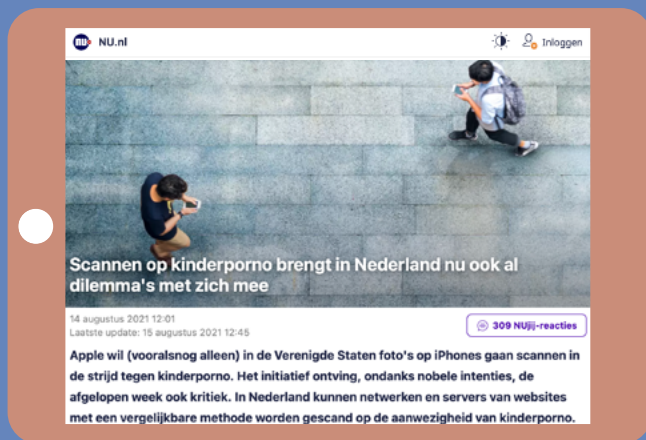 NU.nl
Inloggen
Scannen op kinderporno brengt in Nederland nu ook al
dilemma's met zich mee
14 augustus 2021 12:01
Laatste update: 15 augustus 2021 12:45
309 NUjij-reacties
Apple wil (vooralsnog alleen) in de Verenigde Staten foto's op iPhones gaan scannen in
de strijd tegen kinderporno. Het initiatief ontving, ondanks nobele intenties, de
afgelopen week ook kritiek. In Nederland kunnen netwerken en servers van websites
met een vergelijkbare methode worden gescand op de aanwezigheid van kinderporno.